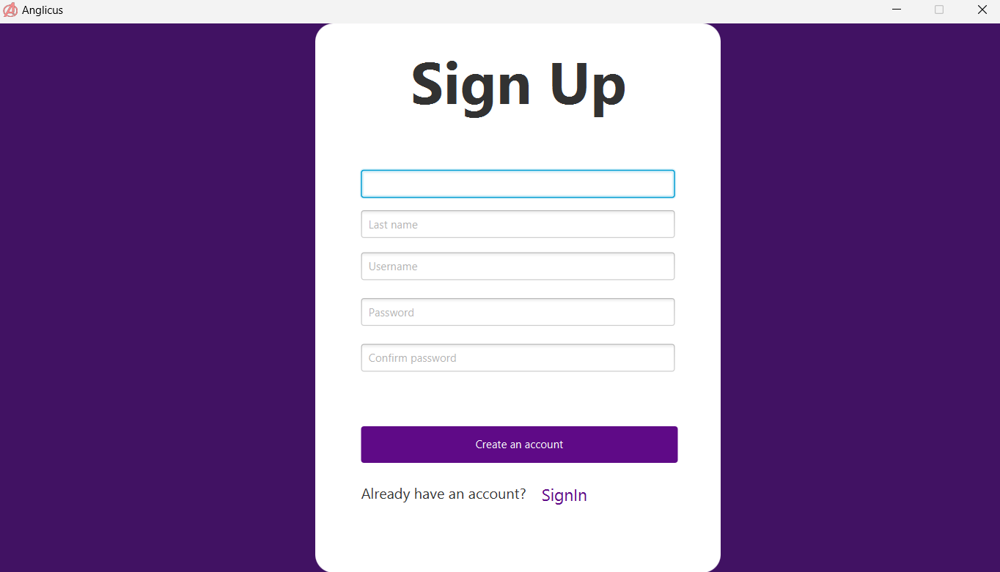 Anglicus
Sign Up
Last name
Username
Password
Confirm password
Create an account
Already have an account? SignIn